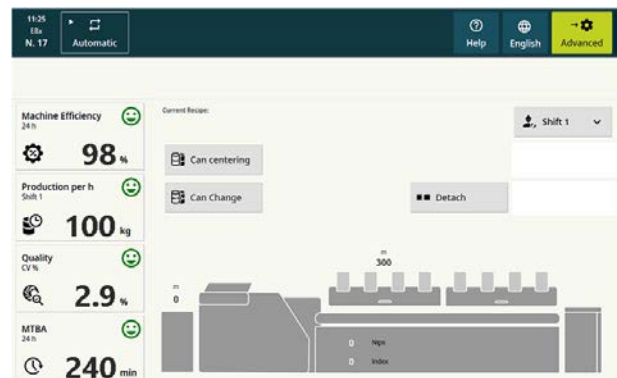 11:25
EBx
N. 17
Automatic
Help
English
Advanced
Machine Efficiency
24 h
98 %
Production per h
Shift 1
100 kg
Quality
CV %
2.9 %
MTBA
24 h
240 min
Current Recipe:
Shift 1
Can centering
Can Change
Detach
m
300
m
0
0 Nips
0 Index